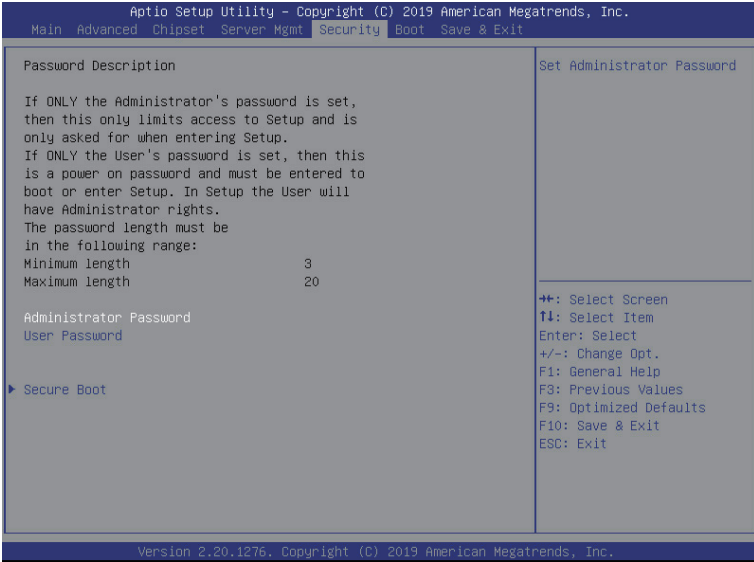 Aptio Setup Utility – Copyright (C) 2019 American Megatrends, Inc.
Main Advanced Chipset Server Mgmt Security Boot Save & Exit
Password Description
If ONLY the Administrator's password is set,
then this only limits access to Setup and is
only asked for when entering Setup.
If ONLY the User's password is set, then this
is a power on password and must be entered to
boot or enter Setup. In Setup the User will
have Administrator rights.
The password length must be
in the following range:
Minimum length 3
Maximum length 20
Administrator Password
User Password
Secure Boot
Set Administrator Password
→←: Select Screen
↑↓: Select Item
Enter: Select
+/-: Change Opt.
F1: General Help
F3: Previous Values
F9: Optimized Defaults
F10: Save & Exit
ESC: Exit
Version 2.20.1276. Copyright (C) 2019 American Megatrends, Inc.